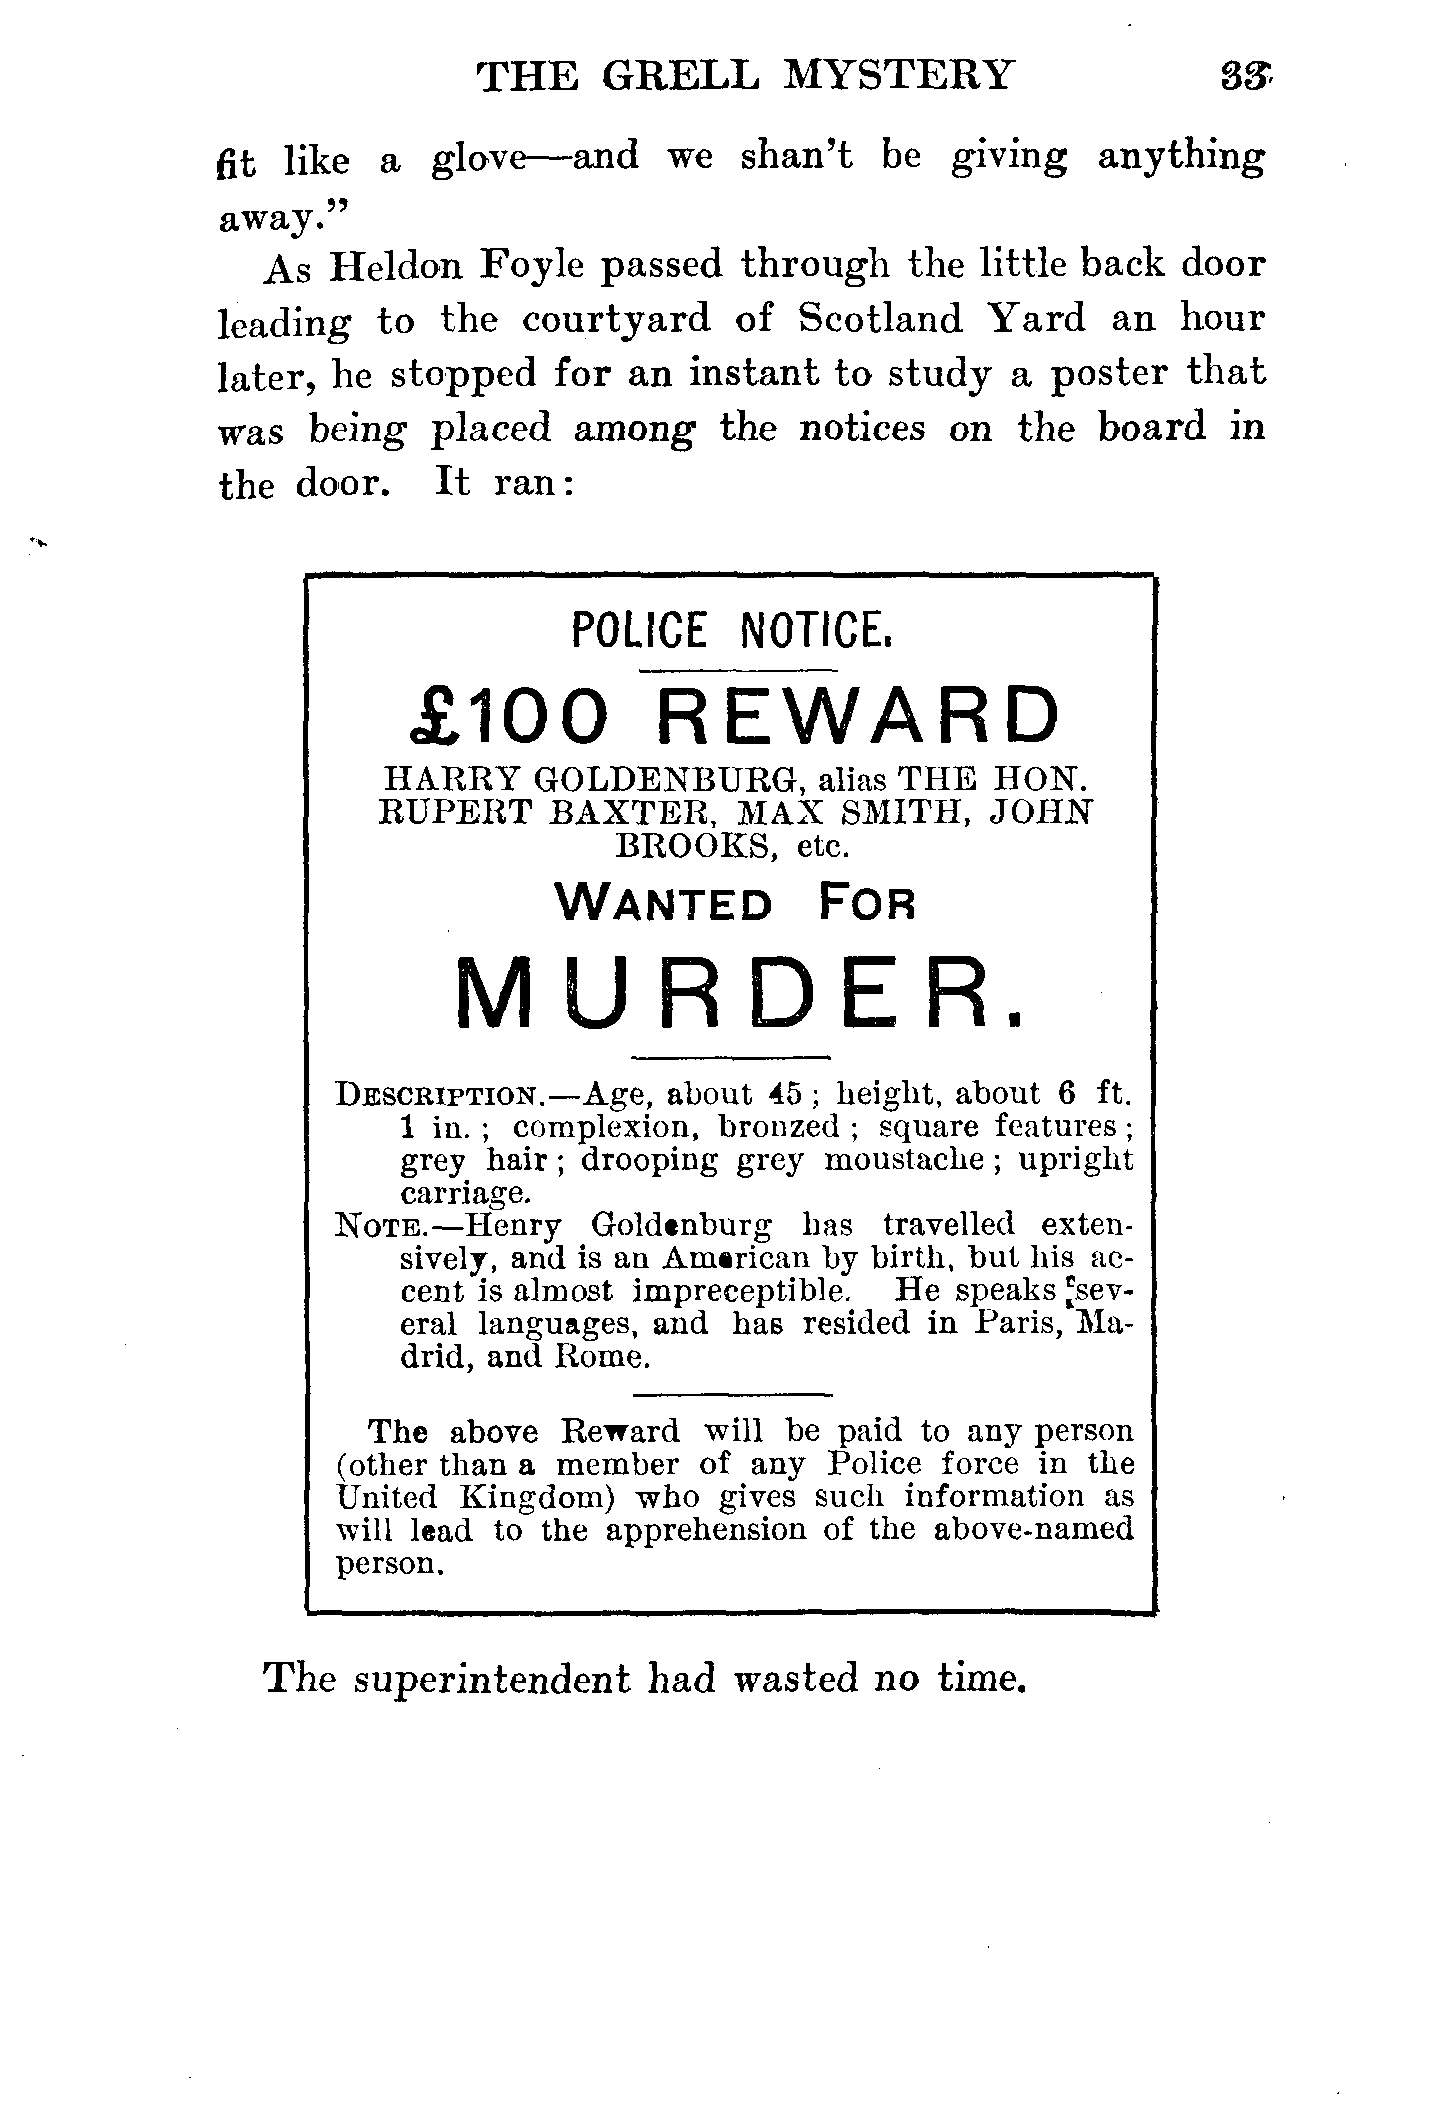 THE GRELL MYSTERY 33
fit like a glove—and we shan't be giving anything
away."
As Heldon Foyle passed through the little back door
leading to the courtyard of Scotland Yard an hour
later, he stopped for an instant to study a poster that
was being placed among the notices on the board in
the door. It ran:
POLICE NOTICE.
£100 REWARD
HARRY GOLDENBURG, alias THE HON.
RUPERT BAXTER, MAX SMITH, JOHN
BROOKS, etc.
WANTED FOR
MURDER.
DESCRIPTION.—Age, about 45; height, about 6 ft.
1 in.; complexion, bronzed; square features;
grey hair; drooping grey moustache; upright
carriage.
NOTE.—Henry Goldenburg has travelled exten-
sively, and is an American by birth, but his ac-
cent is almost impreceptible. He speaks sev-
eral languages, and has resided in Paris, Ma-
drid, and Rome.
The above Reward will be paid to any person
(other than a member of any Police force in the
United Kingdom) who gives such information as
will lead to the apprehension of the above-named
person.
The superintendent had wasted no time.